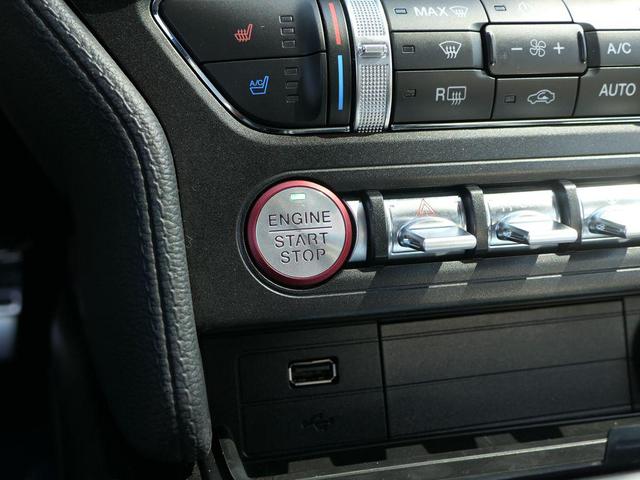 MAX
A/C
A/C
R
AUTO
ENGINE
START
STOP